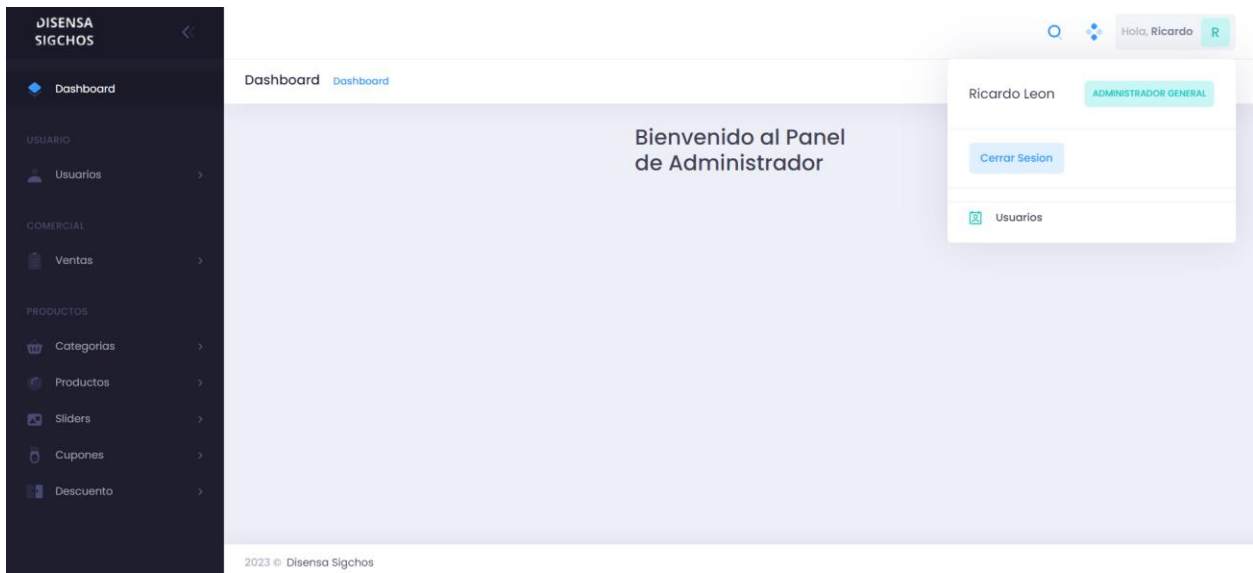 DISENSA
SIGCHOS
Hola, Ricardo R
Dashboard
Dashboard Dashboard
Ricardo Leon ADMINISTRADOR GENERAL
Cerrar Sesion
Usuarios
Bienvenido al Panel
de Administrador
USUARIO
Usuarios
COMERCIAL
Ventas
PRODUCTOS
Categorias
Productos
Sliders
Cupones
Descuento
2023 © Disensa Sigchos